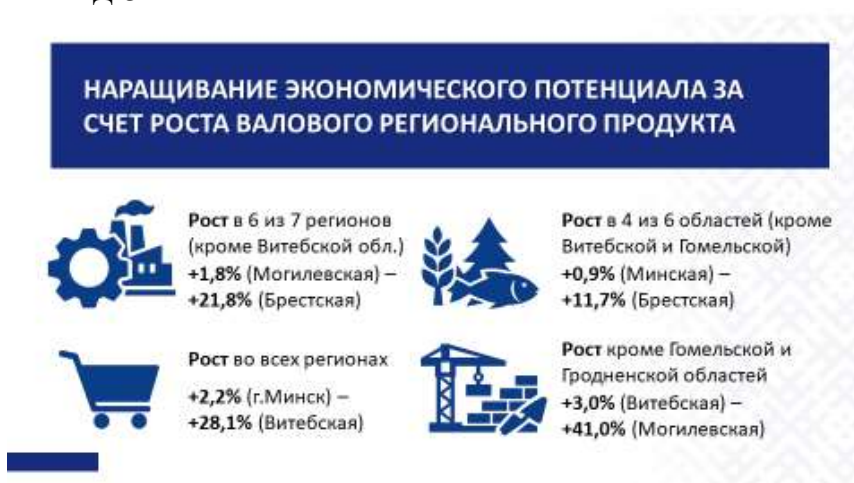 НАРАЩИВАНИЕ ЭКОНОМИЧЕСКОГО ПОТЕНЦИАЛА ЗА
СЧЕТ РОСТА ВАЛОВОГО РЕГИОНАЛЬНОГО ПРОДУКТА
Рост в 6 из 7 регионов
(кроме Витебской обл.)
+1,8% (Могилевская) –
+21,8% (Брестская)
Рост в 4 из 6 областей (кроме
Витебской и Гомельской)
+0,9% (Минская) –
+11,7% (Брестская)
Рост во всех регионах
+2,2% (г.Минск) –
+28,1% (Витебская)
Рост кроме Гомельской и
Гродненской областей
+3,0% (Витебская) –
+41,0% (Могилевская)